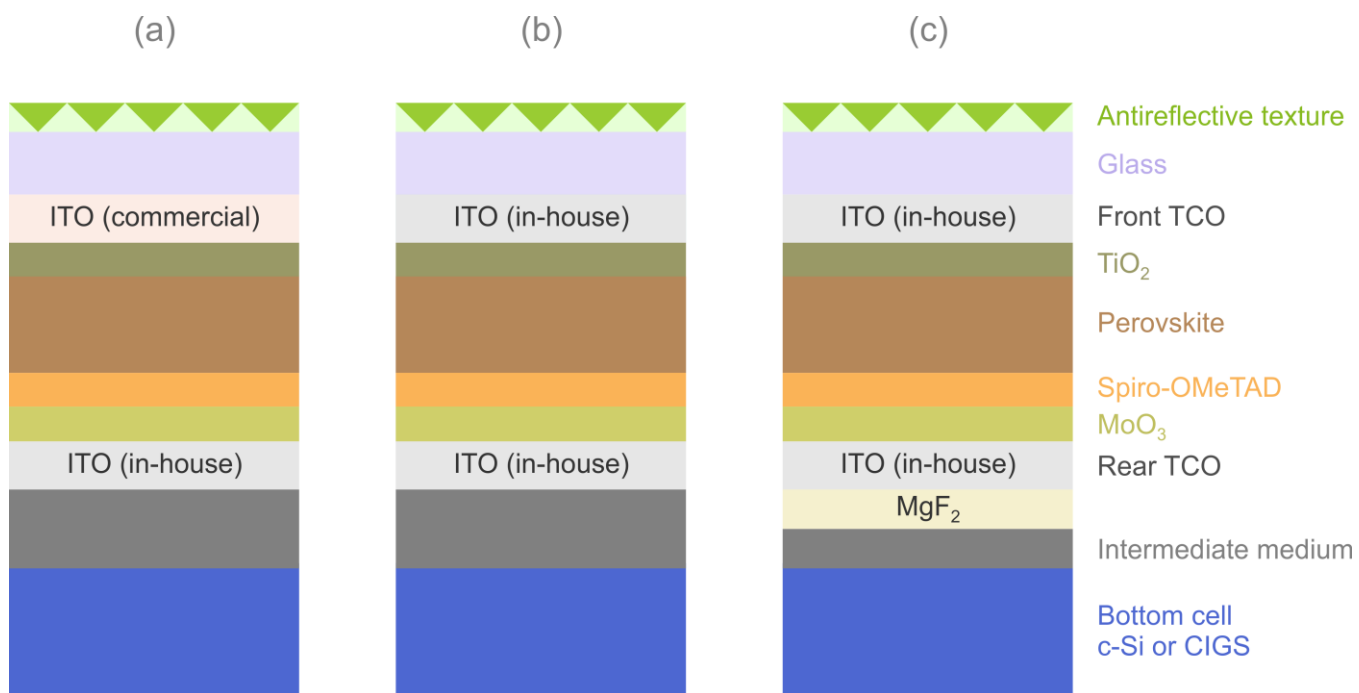 (a)
(b)
(c)
Antireflective texture
Glass
ITO (commercial)
ITO (in-house)
ITO (in-house)
Front TCO
TiO₂
Perovskite
Spiro-OMeTAD
MoO₃
ITO (in-house)
ITO (in-house)
ITO (in-house)
Rear TCO
MgF₂
Intermediate medium
Bottom cell
c-Si or CIGS